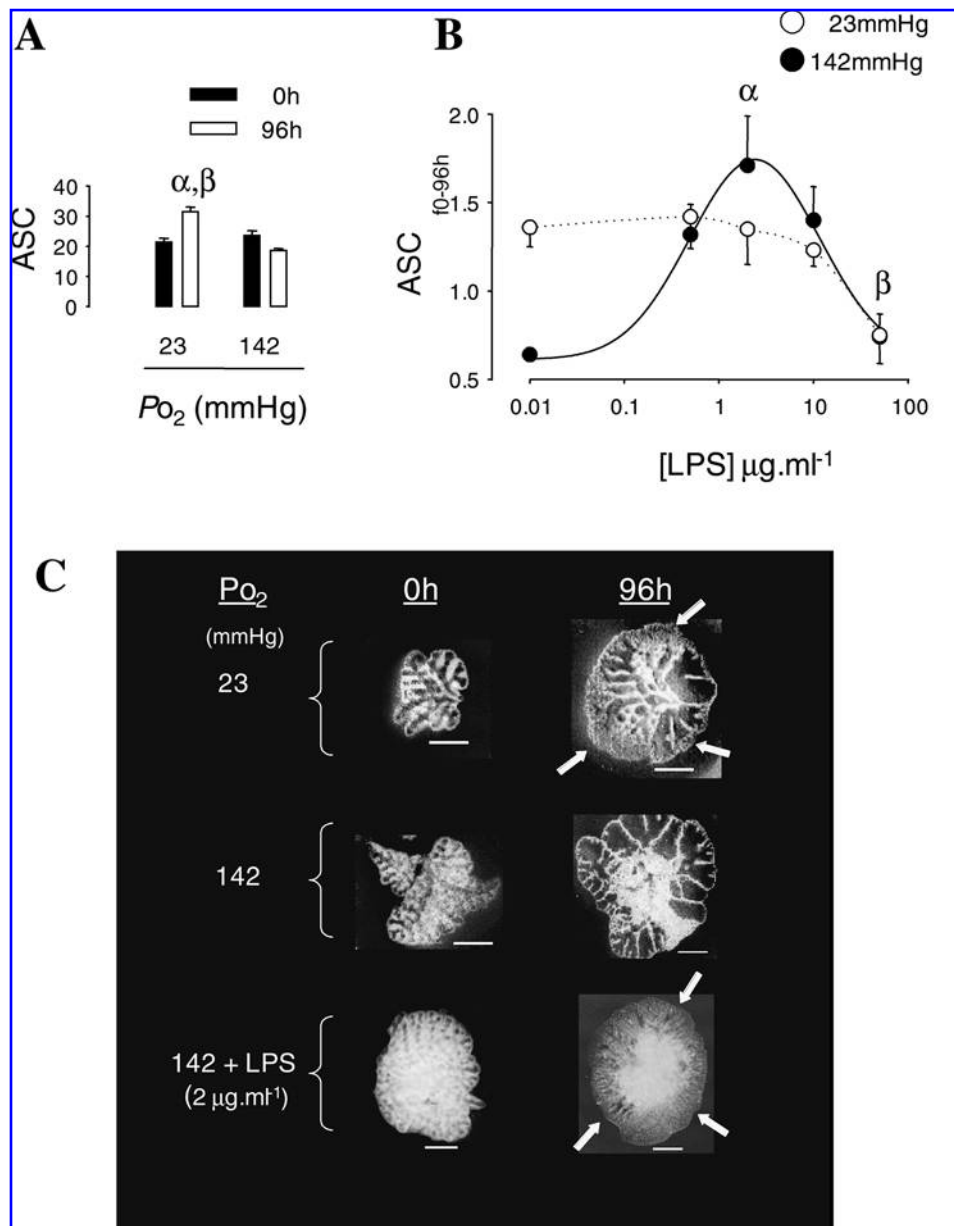 A
0h
96h
α,β
40
30
20
10
0
ASC
23 142
Po₂ (mmHg)
B
23mmHg
142mmHg
α
β
2.0
1.5
1.0
0.5
ASC f0-96h
0.01 0.1 1 10 100
[LPS] μg.ml⁻¹
C
Po₂ 0h 96h
(mmHg)
23
142
142 + LPS
(2 μg.ml⁻¹)